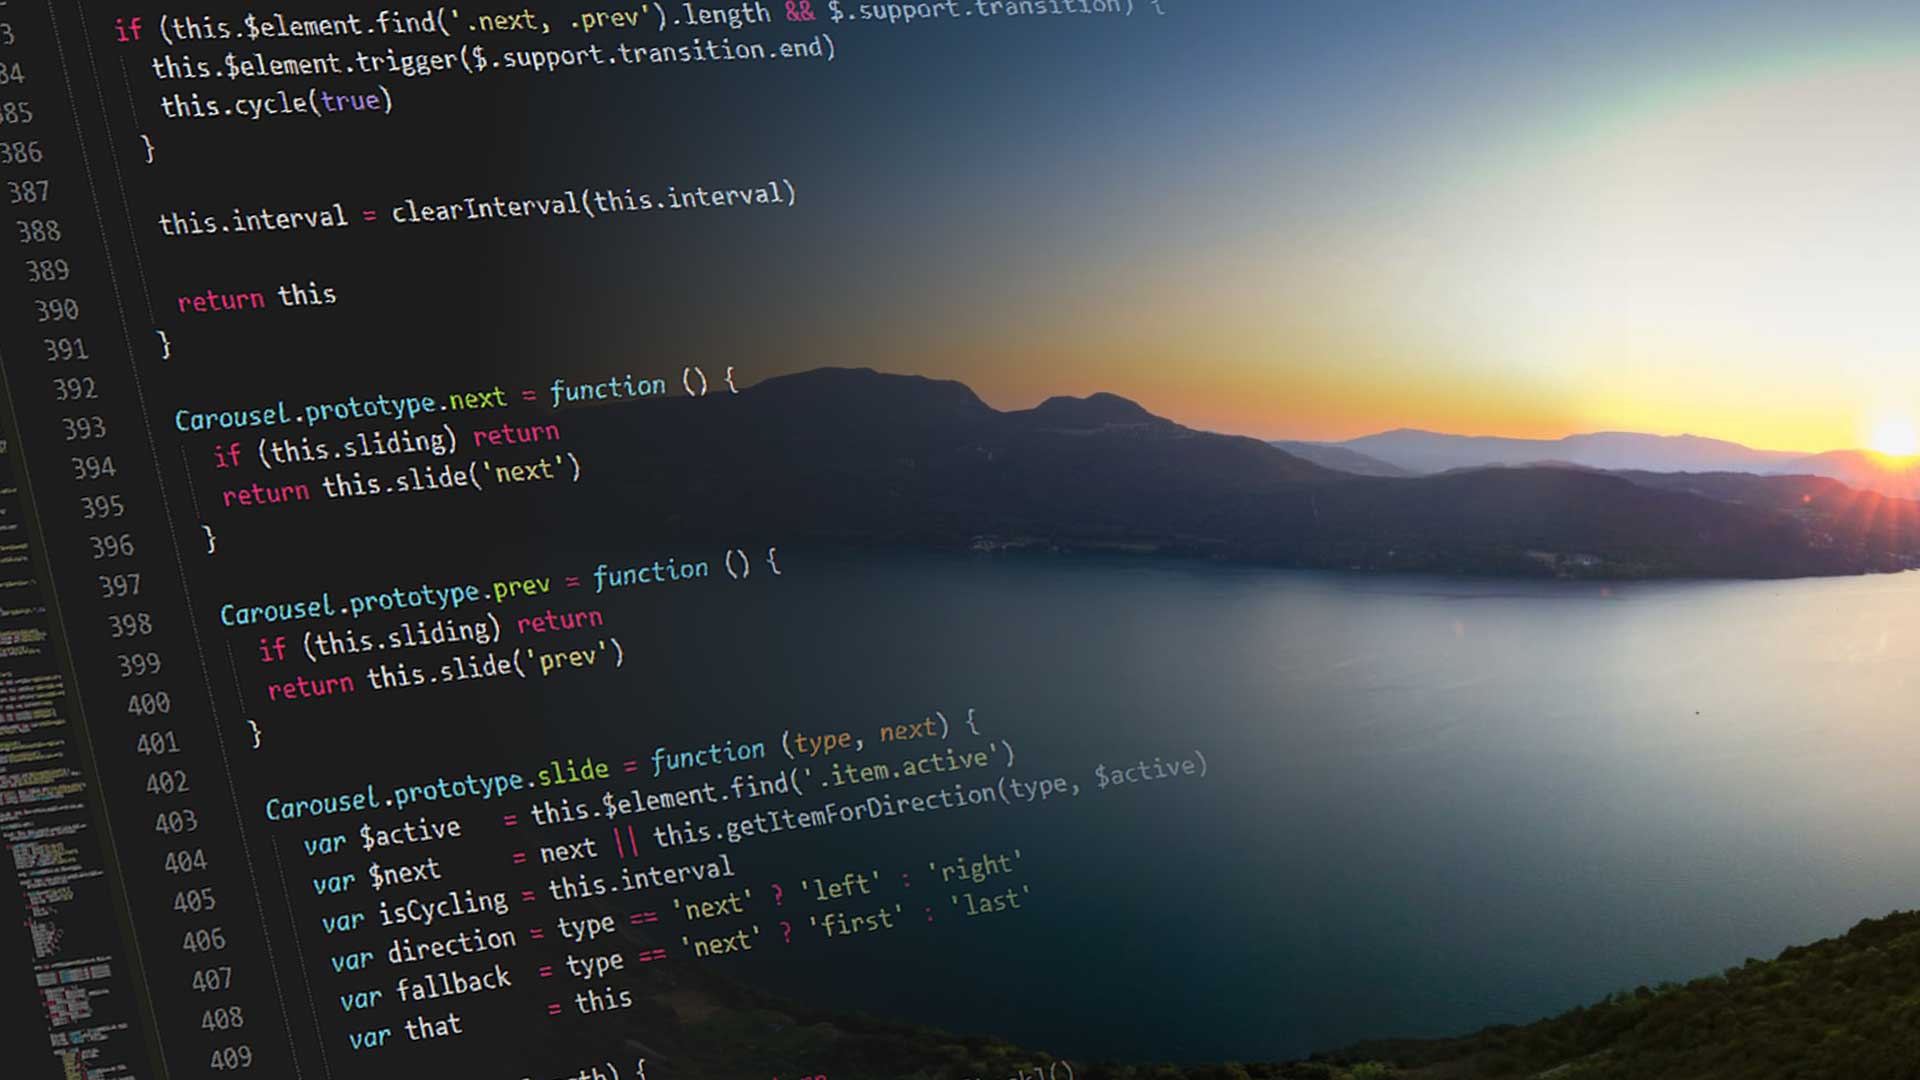 if (this.$element.find('.next, .prev').length && $.support.transition) {
84 this.$element.trigger($.support.transition.end)
385 this.cycle(true)
386 }
387
388 this.interval = clearInterval(this.interval)
389
390 return this
391 }
392
393 Carousel.prototype.next = function () {
394 if (this.sliding) return
395 return this.slide('next')
396 }
397
398 Carousel.prototype.prev = function () {
399 if (this.sliding) return
400 return this.slide('prev')
401 }
402
403 Carousel.prototype.slide = function (type, next) {
404 var $active = this.$element.find('.item.active')
405 var $next = next || this.getItemForDirection(type, $active)
406 var isCycling = this.interval
407 var direction = type == 'next' ? 'left' : 'right'
408 var fallback = type == 'next' ? 'first' : 'last'
409 var that = this